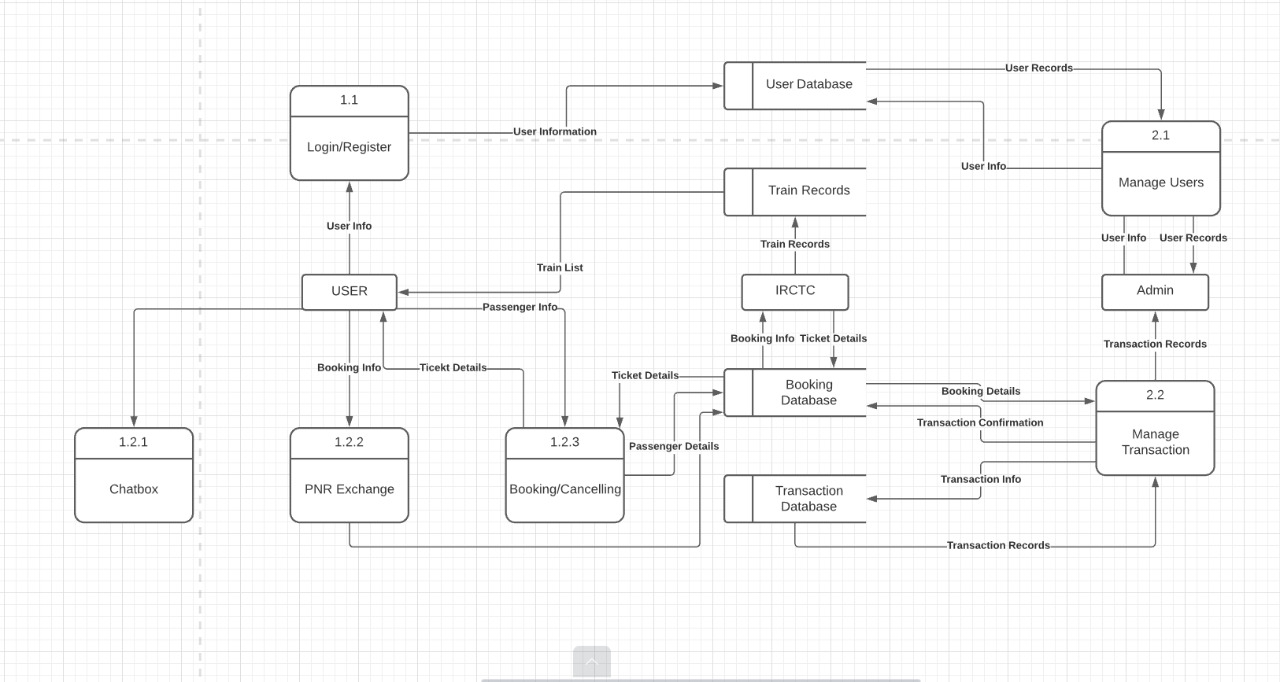 User Records
User Database
1.1
Login/Register
User Information
2.1
Manage Users
User Info
Train Records
User Info
Train Records
User Info
User Records
Train List
USER
IRCTC
Admin
Passenger Info
Booking Info
Ticket Details
Transaction Records
Booking Info
Ticekt Details
Ticket Details
Booking
Database
Booking Details
2.2
Manage
Transaction
Transaction Confirmation
1.2.1
Chatbox
1.2.2
PNR Exchange
1.2.3
Booking/Cancelling
Passenger Details
Transaction Info
Transaction
Database
Transaction Records